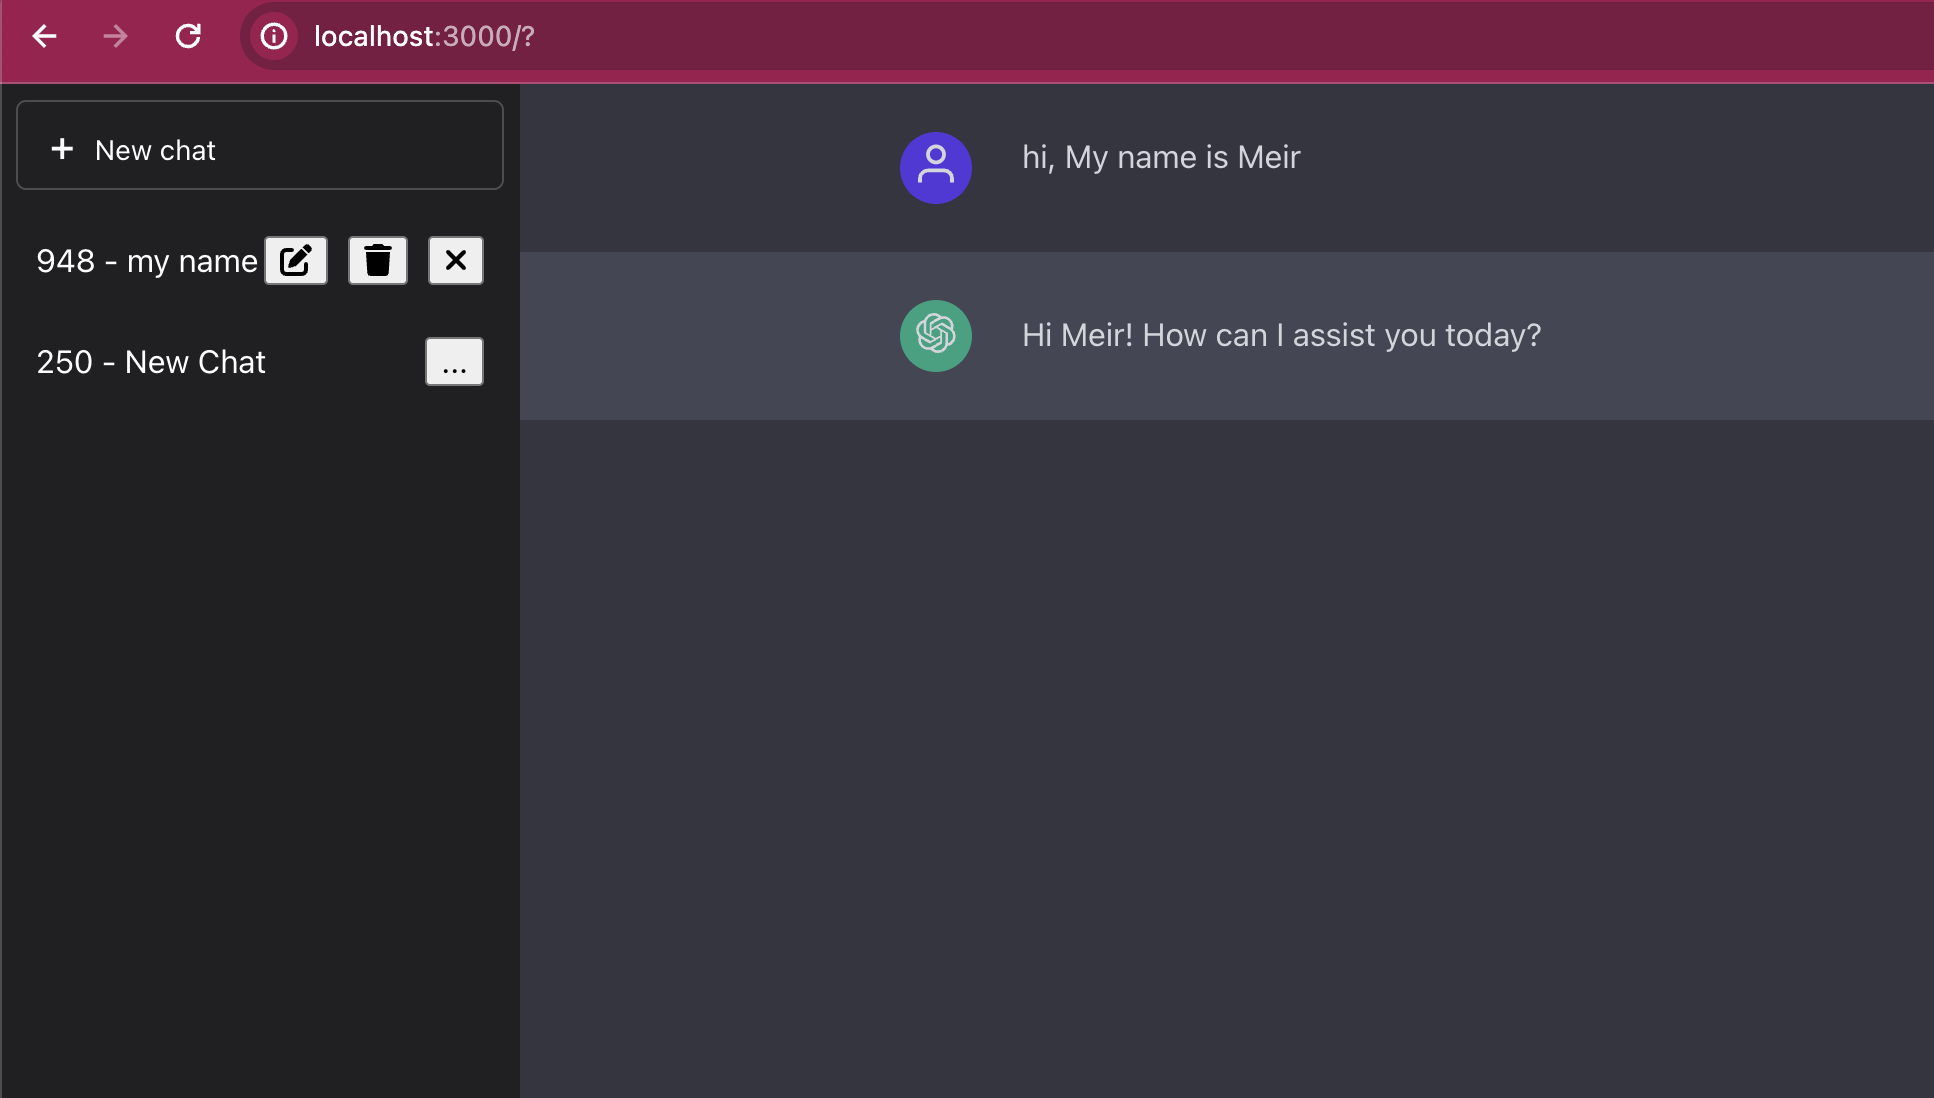 localhost:3000/?
+ New chat
948 - my name
250 - New Chat
...
hi, My name is Meir
Hi Meir! How can I assist you today?